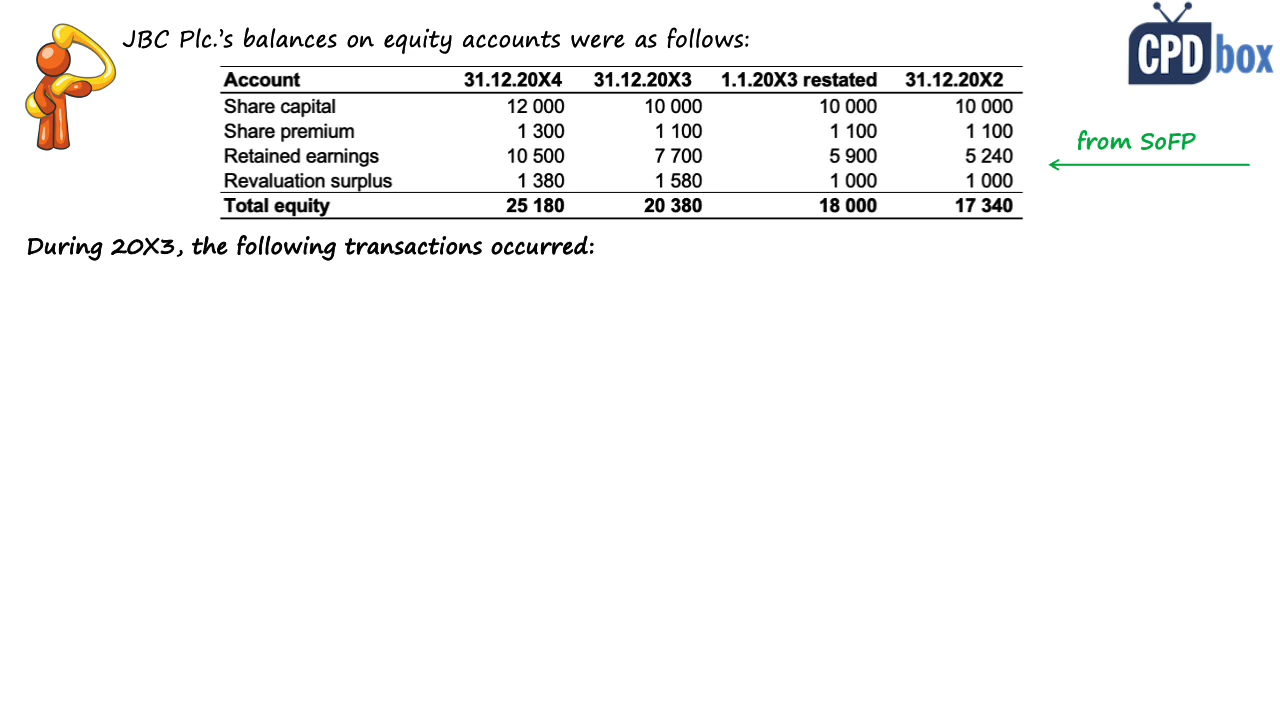 JBC Plc.'s balances on equity accounts were as follows:
CPD box
Account 31.12.20X4 31.12.20X3 1.1.20X3 restated 31.12.20X2
Share capital 12 000 10 000 10 000 10 000
Share premium 1 300 1 100 1 100 1 100
Retained earnings 10 500 7 700 5 900 5 240
Revaluation surplus 1 380 1 580 1 000 1 000
Total equity 25 180 20 380 18 000 17 340
from SoFP
During 20X3, the following transactions occurred: